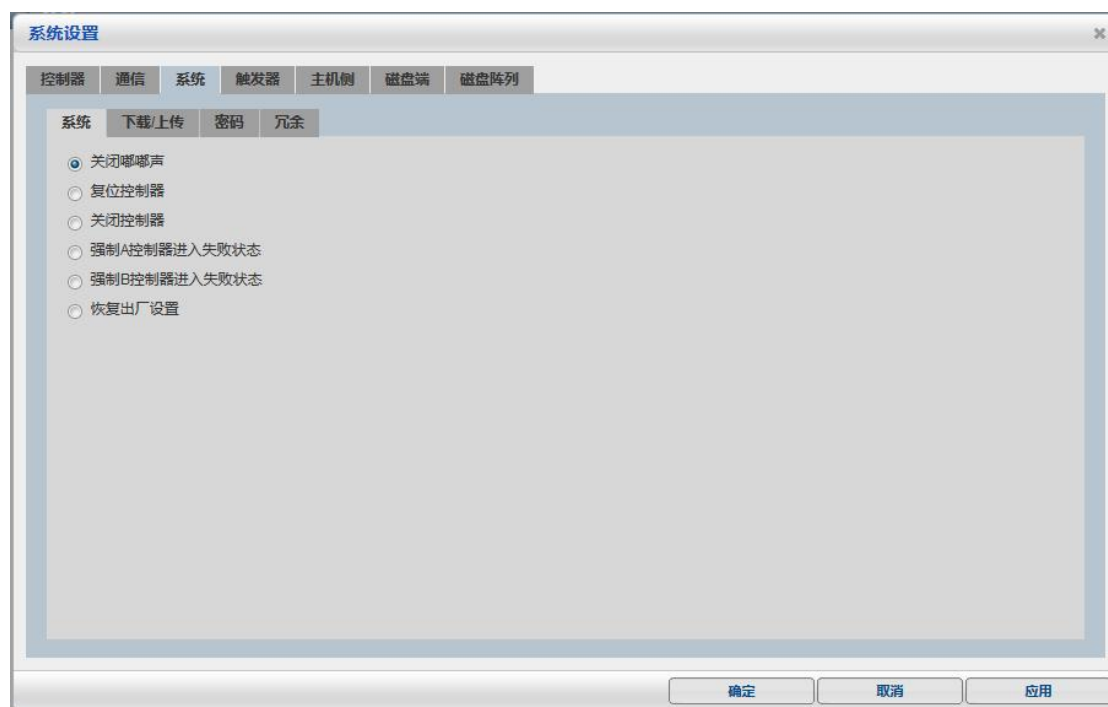 系统设置
控制器 通信 系统 触发器 主机侧 磁盘端 磁盘阵列
系统 下载/上传 密码 冗余
关闭嘟嘟声
复位控制器
关闭控制器
强制A控制器进入失败状态
强制B控制器进入失败状态
恢复出厂设置
确定 取消 应用